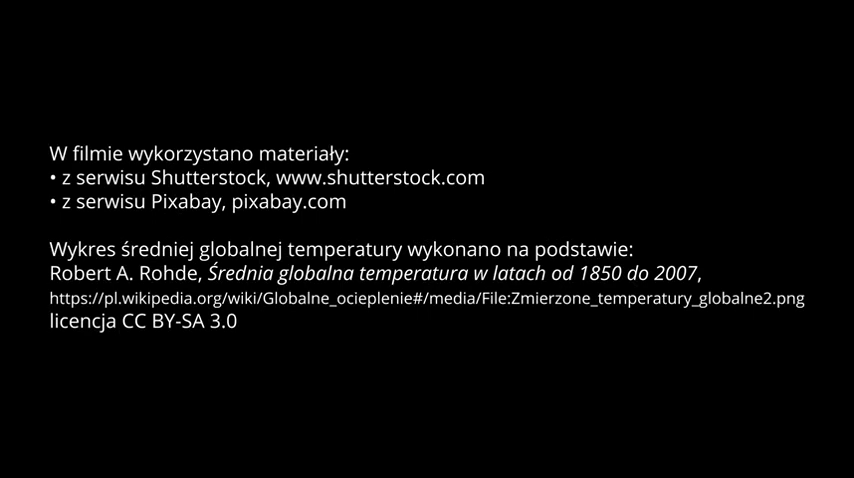 W filmie wykorzystano materiały:
• z serwisu Shutterstock, www.shutterstock.com
• z serwisu Pixabay, pixabay.com
Wykres średniej globalnej temperatury wykonano na podstawie:
Robert A. Rohde, Średnia globalna temperatura w latach od 1850 do 2007,
https://pl.wikipedia.org/wiki/Globalne_ocieplenie#/media/File:Zmierzone_temperatury_globalne2.png
licencja CC BY-SA 3.0